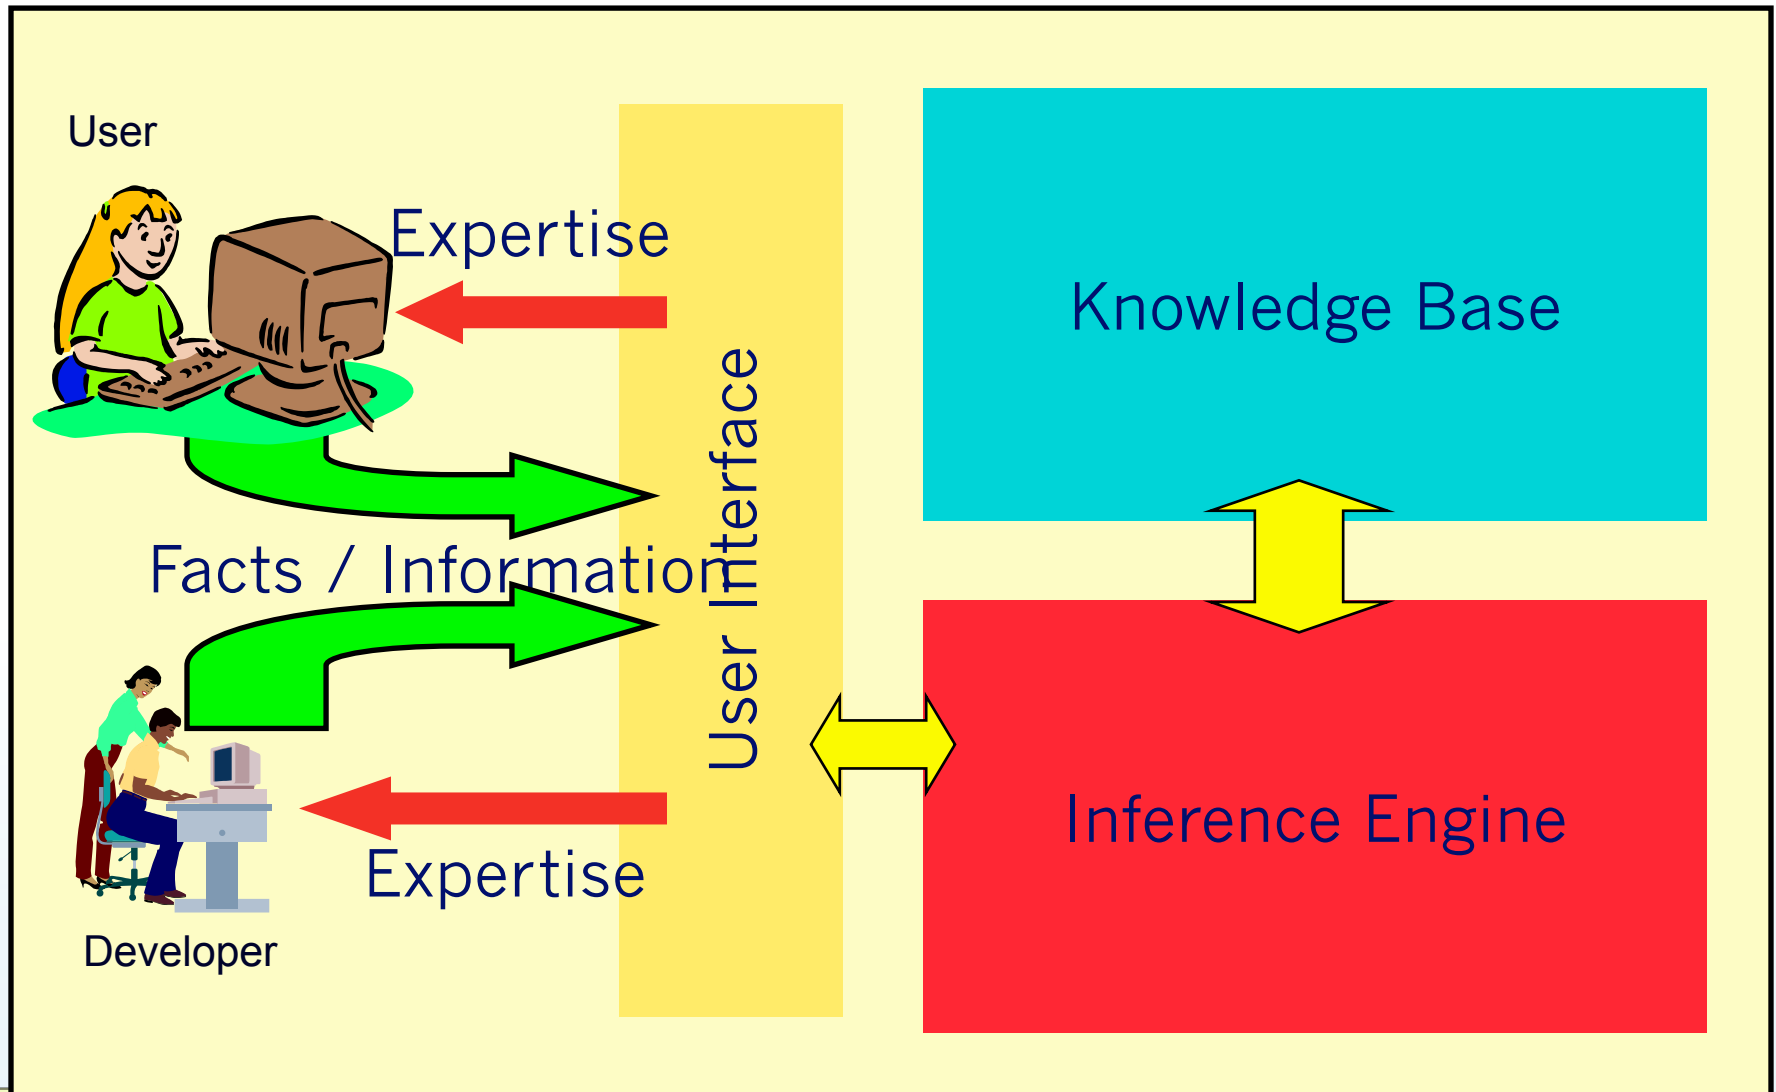 User
Expertise
Knowledge Base
User Interface
Facts / Information
Inference Engine
Expertise
Developer